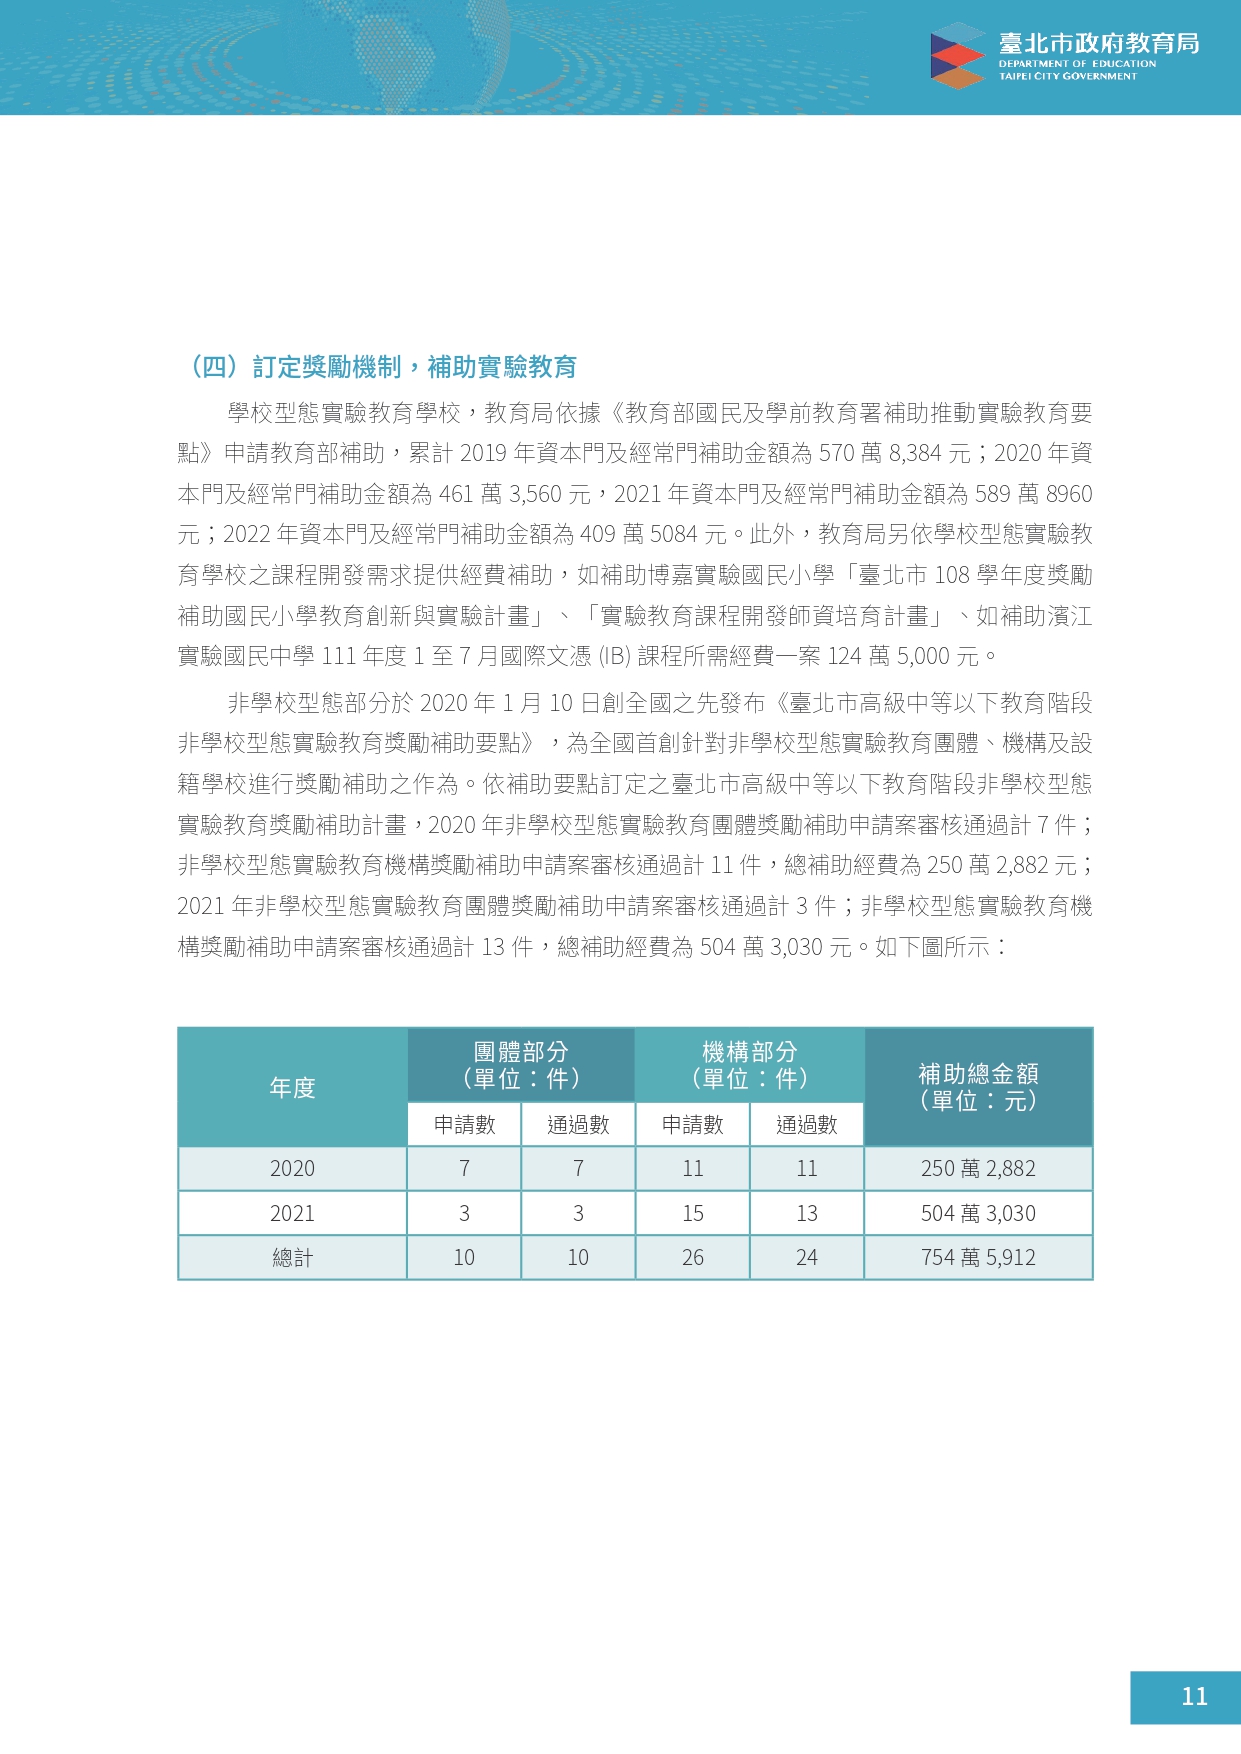 臺北市政府教育局
DEPARTMENT OF EDUCATION
TAIPEI CITY GOVERNMENT
（四）訂定獎勵機制，補助實驗教育
學校型態實驗教育學校，教育局依據《教育部國民及學前教育署補助推動實驗教育要
點》申請教育部補助，累計 2019 年資本門及經常門補助金額為 570 萬 8,384 元；2020 年資
本門及經常門補助金額為 461 萬 3,560 元，2021 年資本門及經常門補助金額為 589 萬 8960
元；2022 年資本門及經常門補助金額為 409 萬 5084 元。此外，教育局另依學校型態實驗教
育學校之課程開發需求提供經費補助，如補助博嘉實驗國民小學「臺北市 108 學年度獎勵
補助國民小學教育創新與實驗計畫」、「實驗教育課程開發師資培育計畫」、如補助濱江
實驗國民中學 111 年度 1 至 7 月國際文憑 (IB) 課程所需經費一案 124 萬 5,000 元。
非學校型態部分於 2020 年 1 月 10 日創全國之先發布《臺北市高級中等以下教育階段
非學校型態實驗教育獎勵補助要點》，為全國首創針對非學校型態實驗教育團體、機構及設
籍學校進行獎勵補助之作為。依補助要點訂定之臺北市高級中等以下教育階段非學校型態
實驗教育獎勵補助計畫，2020 年非學校型態實驗教育團體獎勵補助申請案審核通過計 7 件；
非學校型態實驗教育機構獎勵補助申請案審核通過計 11 件，總補助經費為 250 萬 2,882 元；
2021 年非學校型態實驗教育團體獎勵補助申請案審核通過計 3 件；非學校型態實驗教育機
構獎勵補助申請案審核通過計 13 件，總補助經費為 504 萬 3,030 元。如下圖所示：
年度 團體部分（單位：件） 機構部分（單位：件） 補助總金額（單位：元）
申請數 通過數 申請數 通過數
2020 7 7 11 11 250 萬 2,882
2021 3 3 15 13 504 萬 3,030
總計 10 10 26 24 754 萬 5,912
11